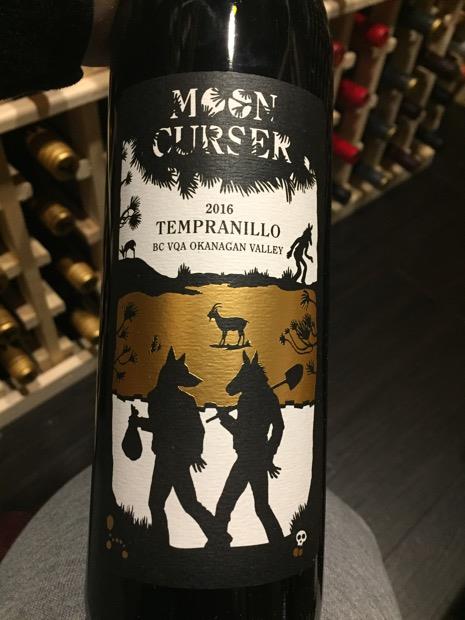 MOON
CURSER
2016
TEMPRANILLO
BC VQA OKANAGAN VALLEY